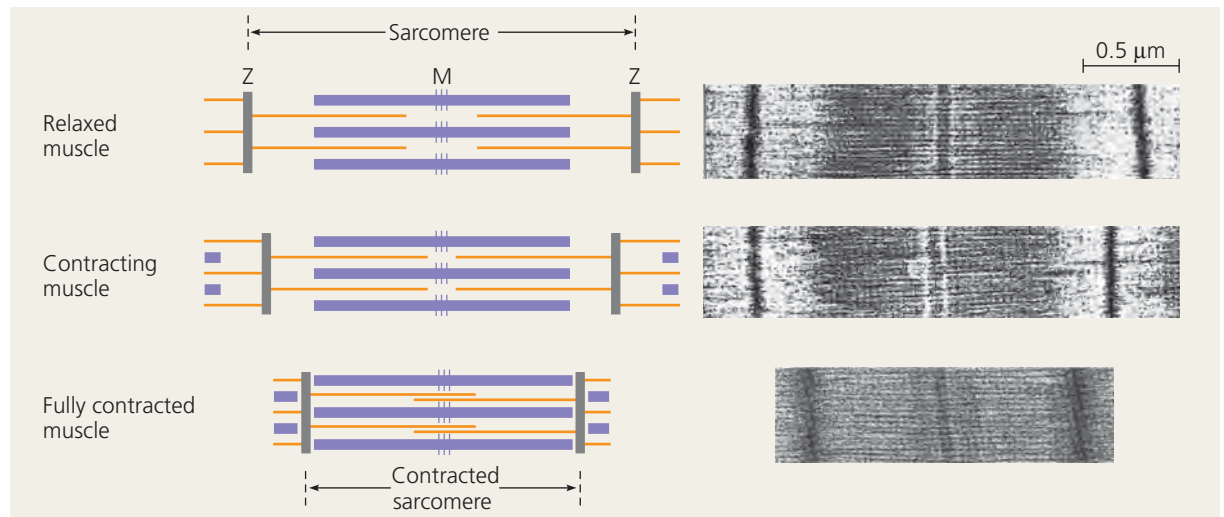 Sarcomere
0.5 μm
Z M Z
Relaxed
muscle
Contracting
muscle
Fully contracted
muscle
Contracted
sarcomere